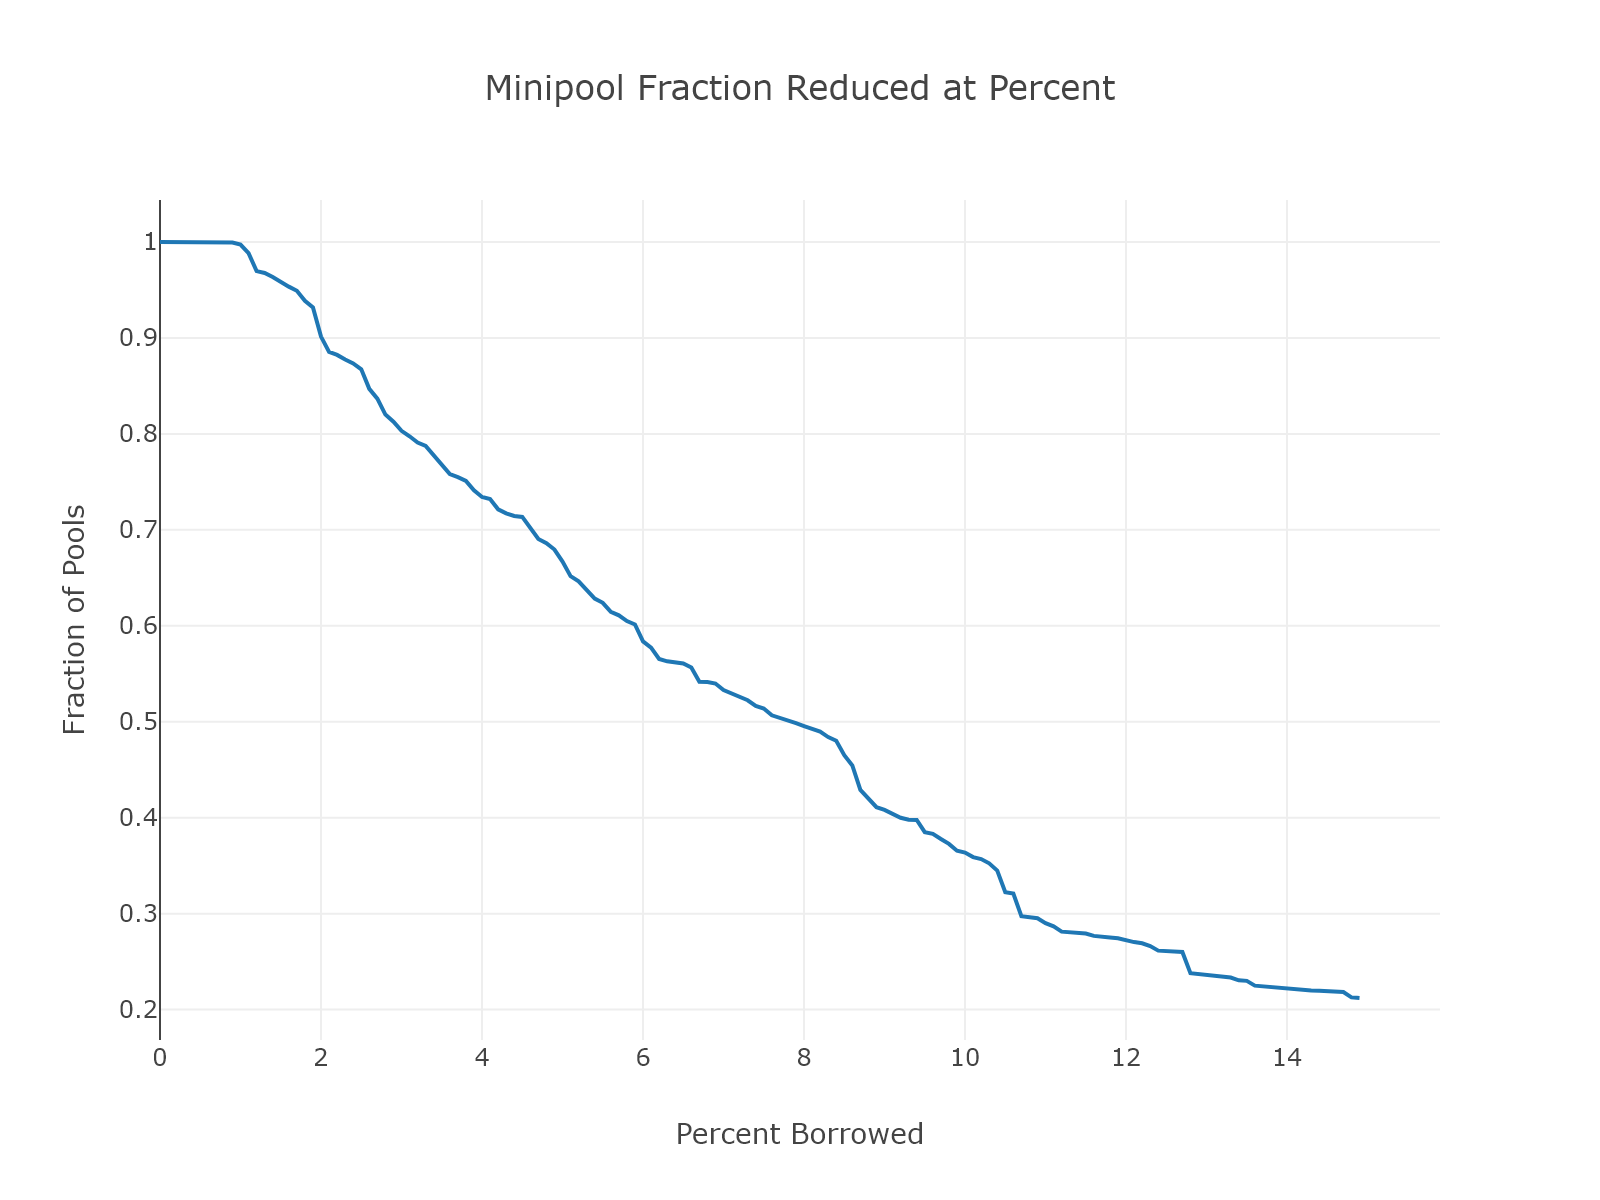 Minipool Fraction Reduced at Percent
1
0.9
0.8
0.7
0.6
0.5
0.4
0.3
0.2
Fraction of Pools
0 2 4 6 8 10 12 14
Percent Borrowed